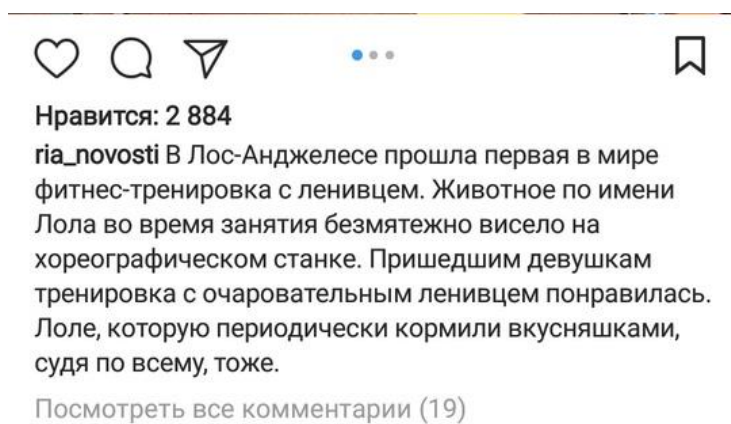 Нравится: 2 884
ria_novosti В Лос-Анджелесе прошла первая в мире
фитнес-тренировка с ленивцем. Животное по имени
Лола во время занятия безмятежно висело на
хореографическом станке. Пришедшим девушкам
тренировка с очаровательным ленивцем понравилась.
Лоле, которую периодически кормили вкусняшками,
судя по всему, тоже.
Посмотреть все комментарии (19)